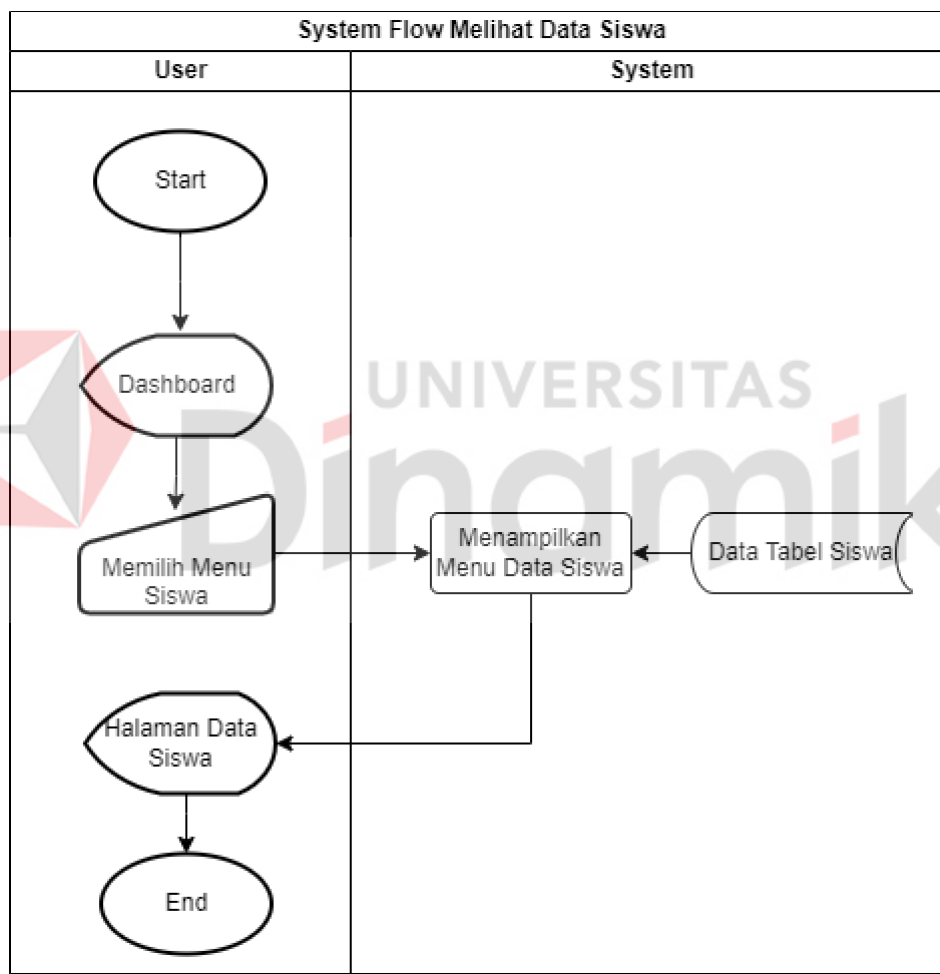 System Flow Melihat Data Siswa
User
System
Start
Dashboard
UNIVERSITAS
Dinamik
Memilih Menu
Siswa
Menampilkan
Menu Data Siswa
Data Tabel Siswa
Halaman Data
Siswa
End